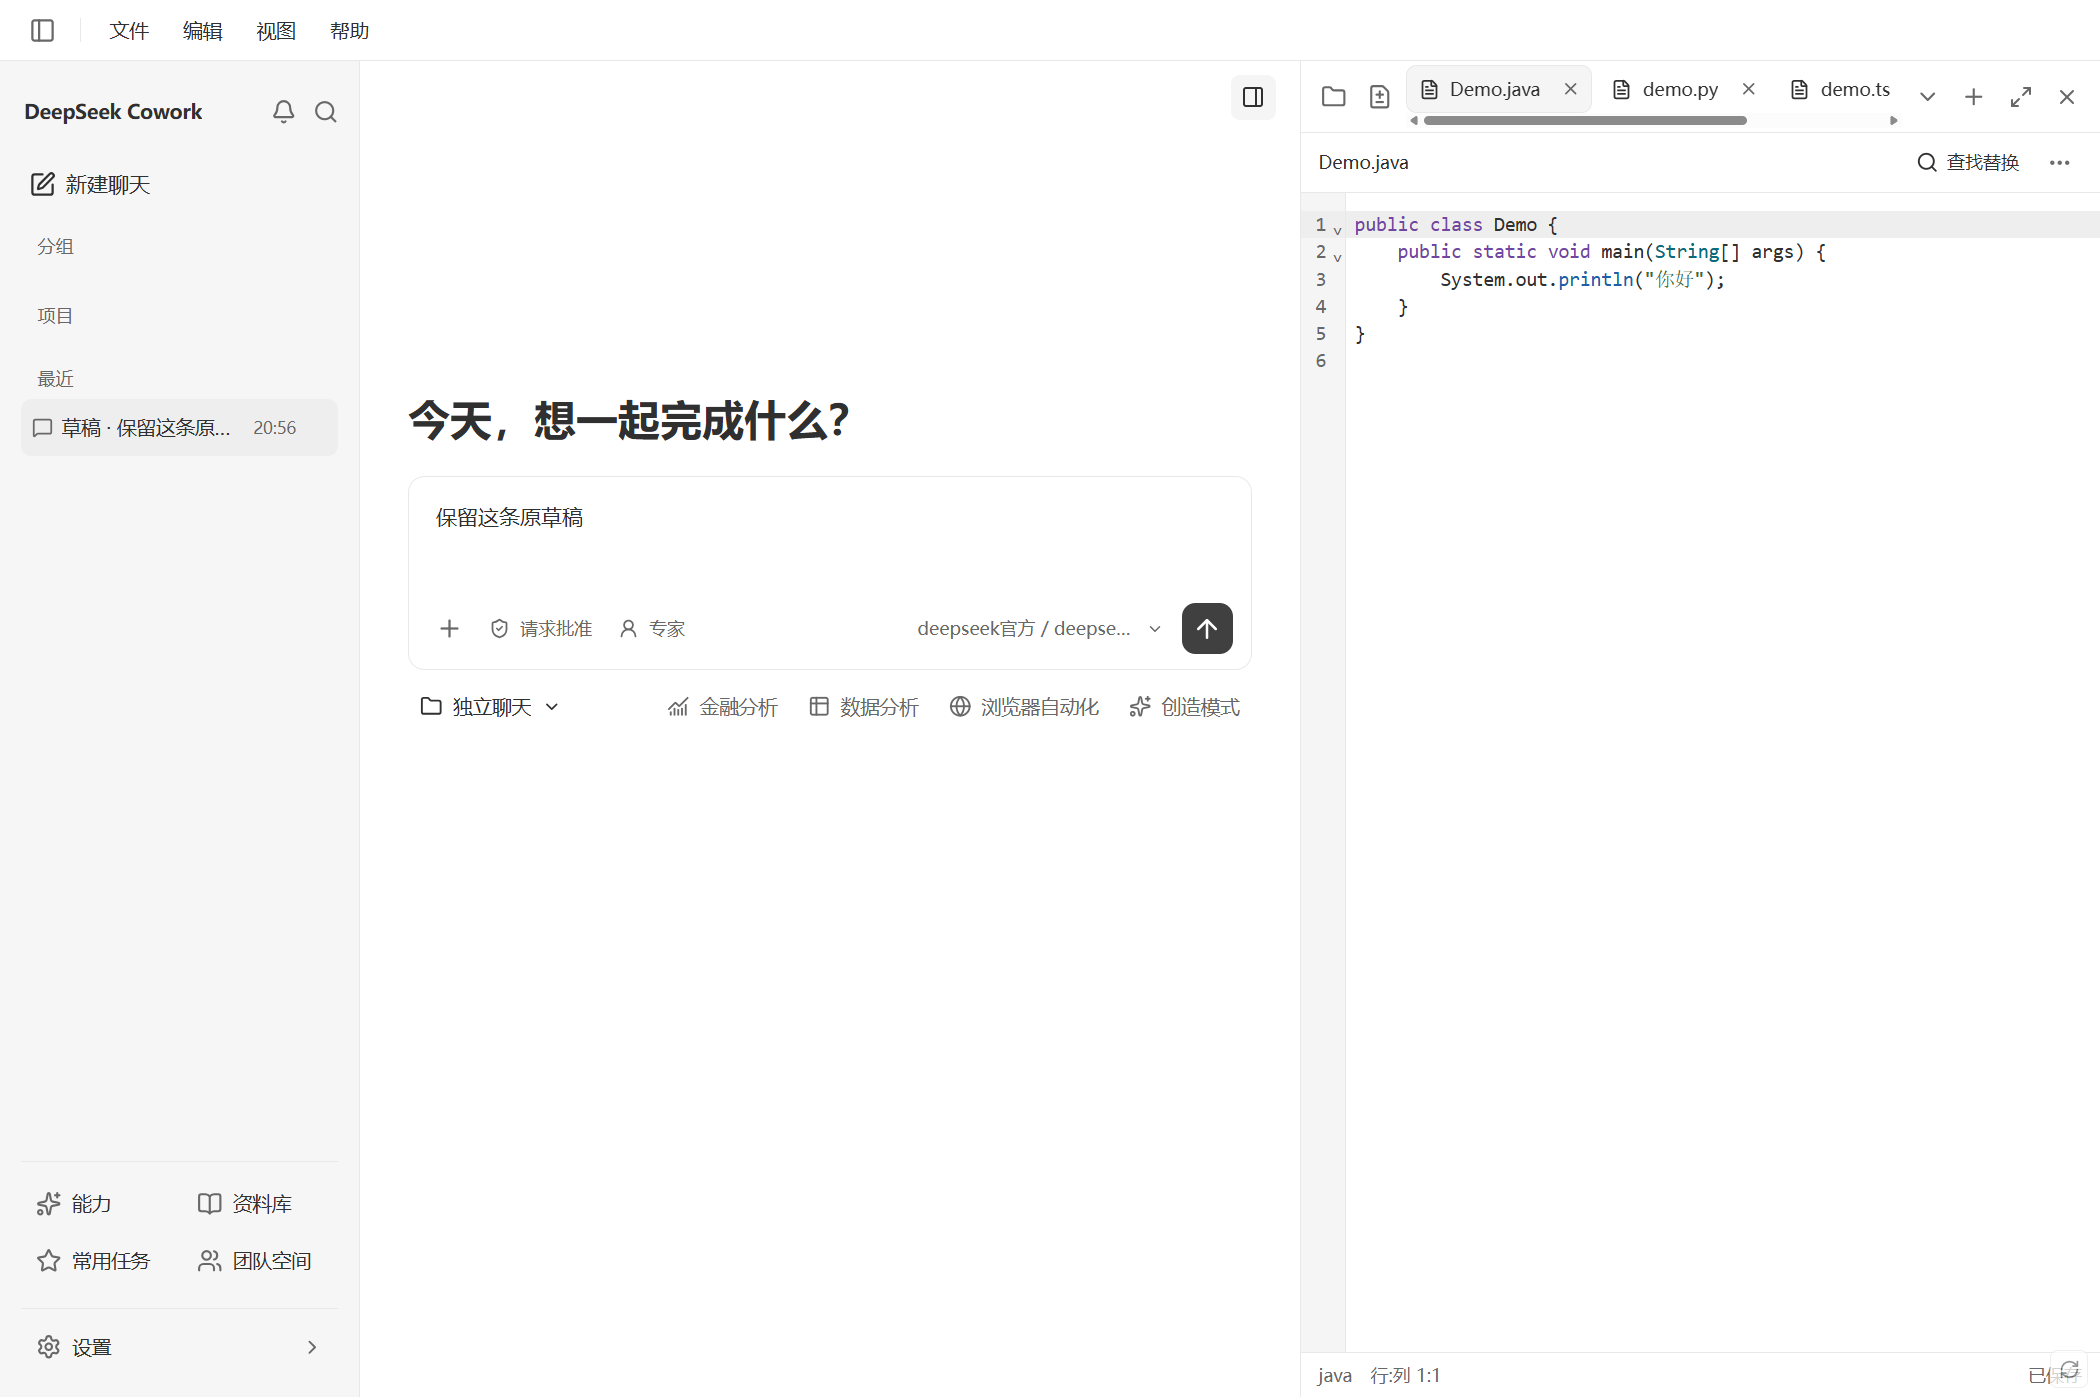 文件 编辑 视图 帮助
DeepSeek Cowork
新建聊天
分组
项目
最近
草稿 · 保留这条原... 20:56
能力 资料库
常用任务 团队空间
设置
今天，想一起完成什么？
保留这条原草稿
请求批准 专家 deepseek官方 / deepse...
独立聊天 金融分析 数据分析 浏览器自动化 创造模式
Demo.java demo.py demo.ts
Demo.java 查找替换
1 public class Demo {
2 public static void main(String[] args) {
3 System.out.println("你好");
4 }
5 }
6
java 行:列 1:1